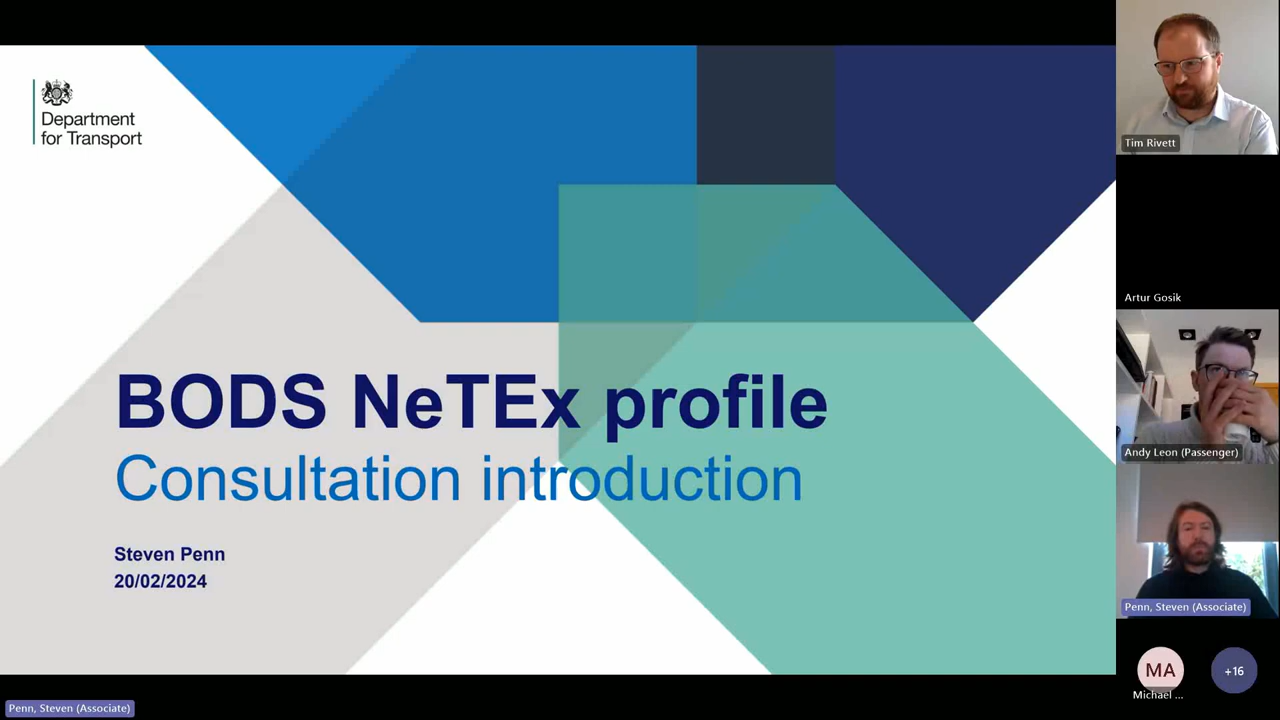 Department
for Transport
BODS NeTEx profile
Consultation introduction
Steven Penn
20/02/2024
Penn, Steven (Associate)
Tim Rivett
Artur Gosik
Andy Leon (Passenger)
Penn, Steven (Associate)
MA
Michael ...
+16